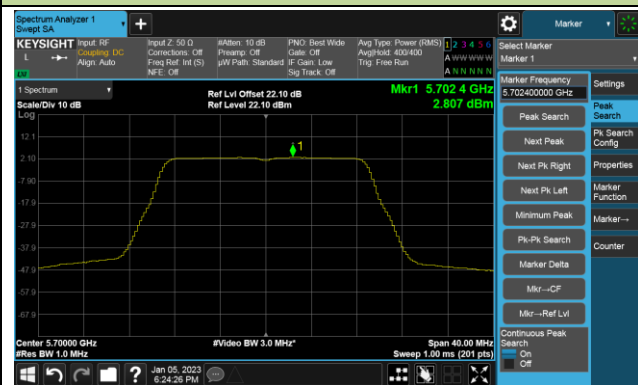 Spectrum Analyzer 1
Swept SA
+
Marker
KEYSIGHT
L
Input: RF
Coupling: DC
Align: Auto
Input Z: 50 Ω
Corrections: Off
Freq Ref: Int (S)
NFE: Off
#Atten: 10 dB
Preamp: Off
µW Path: Standard
PNO: Best Wide
Gate: Off
IF Gain: Low
Sig Track: Off
Avg Type: Power (RMS)
Avg|Hold: 400/400
Trig: Free Run
1 2 3 4 5 6
A W W W W W
A N N N N N
Select Marker
Marker 1
1 Spectrum
Scale/Div 10 dB
Log
Ref Lvl Offset 22.10 dB
Ref Level 22.10 dBm
Mkr1 5.702 4 GHz
2.807 dBm
12.1
2.10
-7.90
-17.9
-27.9
-37.9
-47.9
-57.9
-67.9
1
Center 5.70000 GHz
#Res BW 1.0 MHz
#Video BW 3.0 MHz*
Span 40.00 MHz
Sweep 1.00 ms (201 pts)
Marker Frequency
5.702400000 GHz
Peak Search
Next Peak
Next Pk Right
Next Pk Left
Minimum Peak
Pk-Pk Search
Marker Delta
Mkr→CF
Mkr→Ref Lvl
Continuous Peak
Search
On
Off
Settings
Peak
Search
Pk Search
Config
Properties
Marker
Function
Marker→
Counter
?
Jan 05, 2023
6:24:26 PM